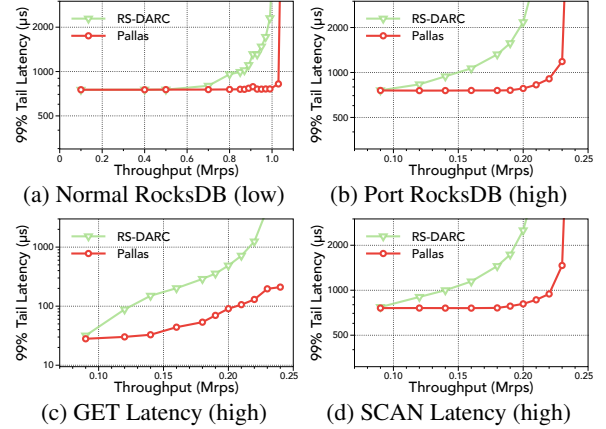 99% Tail Latency (μs)
2000
1000
500
RS-DARC
Pallas
0 0.2 0.4 0.6 0.8 1.0
Throughput (Mrps)
(a) Normal RocksDB (low)
99% Tail Latency (μs)
2000
1000
500
RS-DARC
Pallas
0.10 0.15 0.20 0.25
Throughput (Mrps)
(b) Port RocksDB (high)
99% Tail Latency (μs)
1000
100
10
RS-DARC
Pallas
0.10 0.15 0.20 0.25
Throughput (Mrps)
(c) GET Latency (high)
99% Tail Latency (μs)
2000
1000
500
RS-DARC
Pallas
0.10 0.15 0.20 0.25
Throughput (Mrps)
(d) SCAN Latency (high)